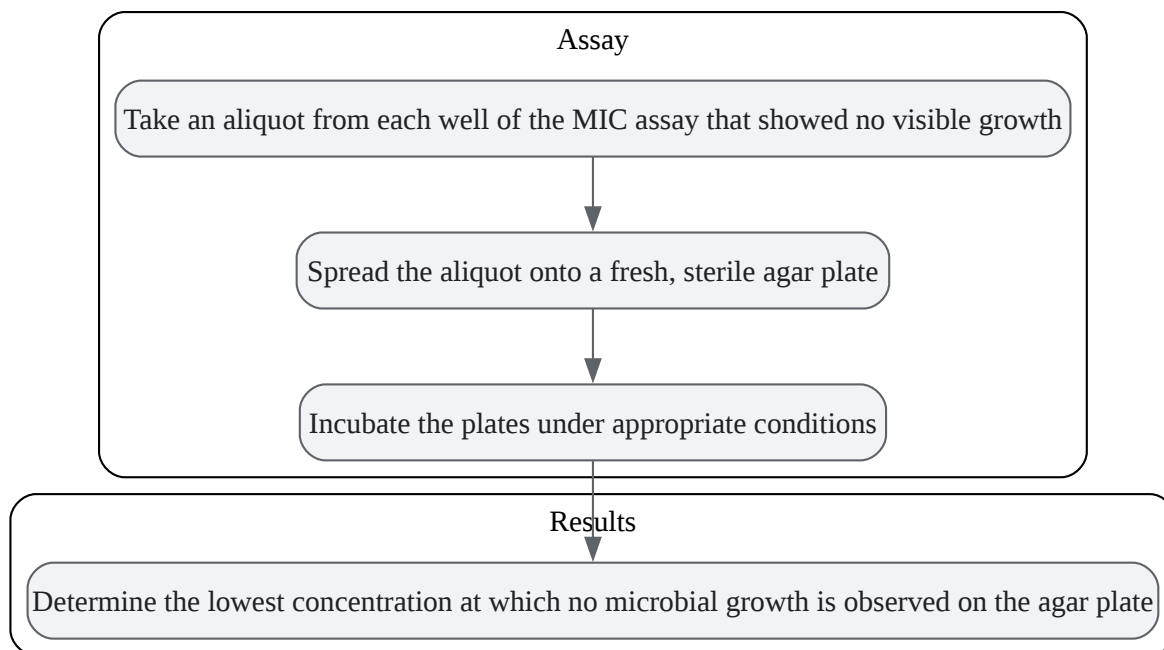 Assay
Take an aliquot from each well of the MIC assay that showed no visible growth
Spread the aliquot onto a fresh, sterile agar plate
Incubate the plates under appropriate conditions
Results
Determine the lowest concentration at which no microbial growth is observed on the agar plate